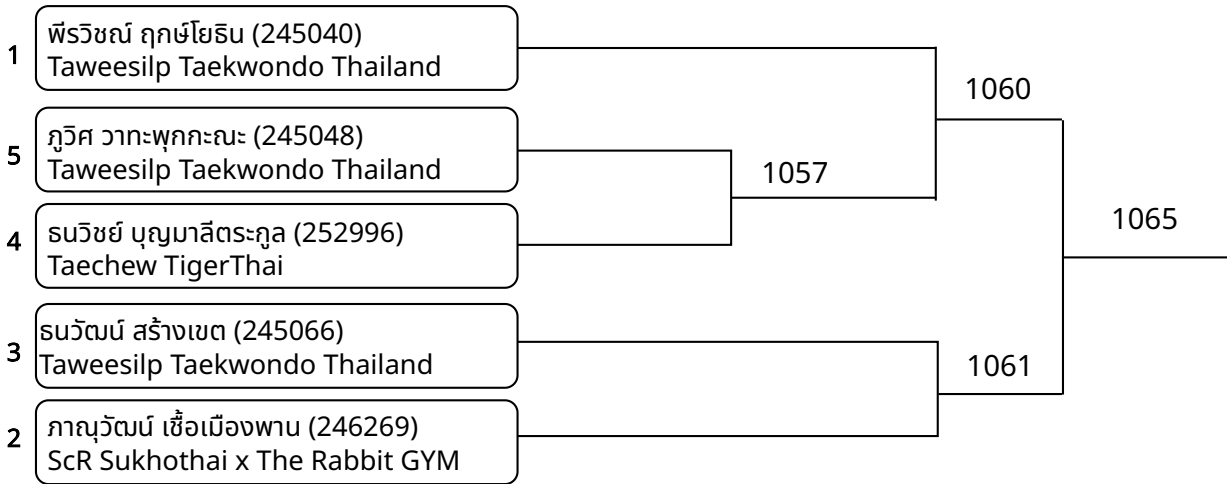 1
พีรวิชณ์ ฤกษ์โยธิน (245040)
Taweesilp Taekwondo Thailand
1060
5
ภูวิศ วาทะพุกกะณะ (245048)
Taweesilp Taekwondo Thailand
1057
4
ธนวิชย์ บุญมาลีตระกูล (252996)
Taechew TigerThai
1065
3
ธนวัฒน์ สร้างเขต (245066)
Taweesilp Taekwondo Thailand
1061
2
ภาณุวัฒน์ เชื้อเมืองพาน (246269)
ScR Sukhothai x The Rabbit GYM